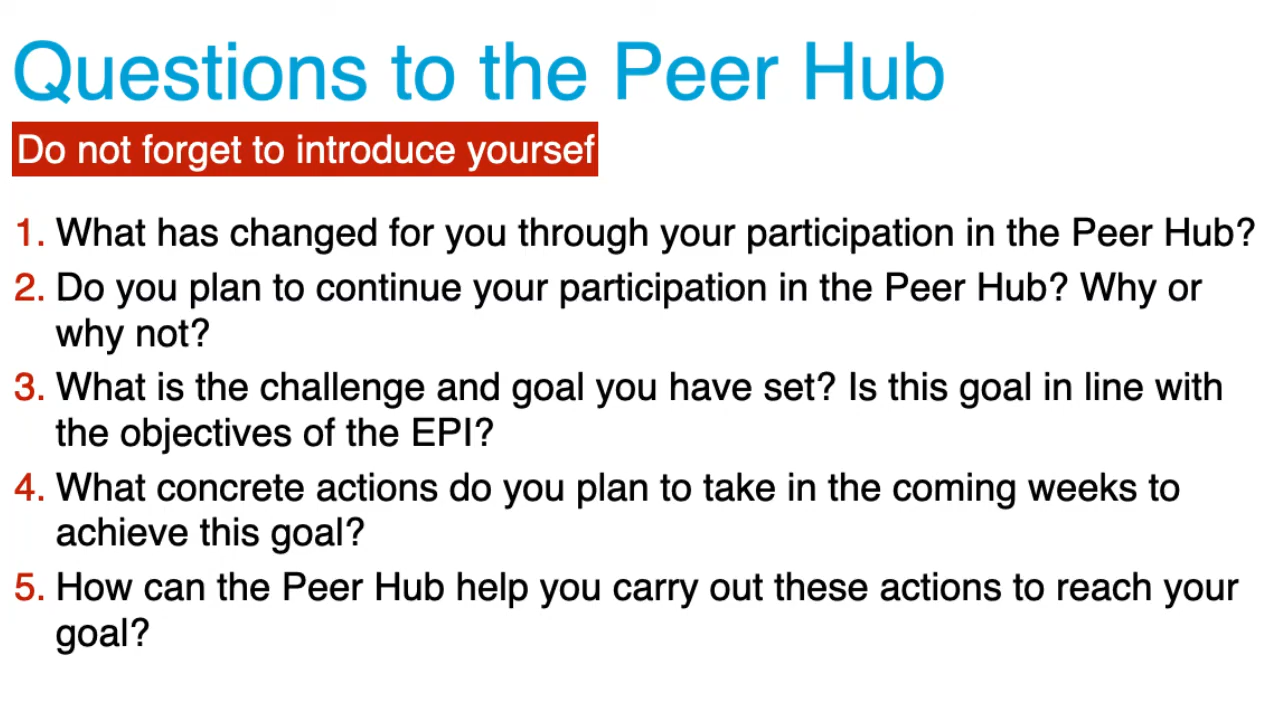 Questions to the Peer Hub
Do not forget to introduce yoursef
1. What has changed for you through your participation in the Peer Hub?
2. Do you plan to continue your participation in the Peer Hub? Why or
why not?
3. What is the challenge and goal you have set? Is this goal in line with
the objectives of the EPI?
4. What concrete actions do you plan to take in the coming weeks to
achieve this goal?
5. How can the Peer Hub help you carry out these actions to reach your
goal?